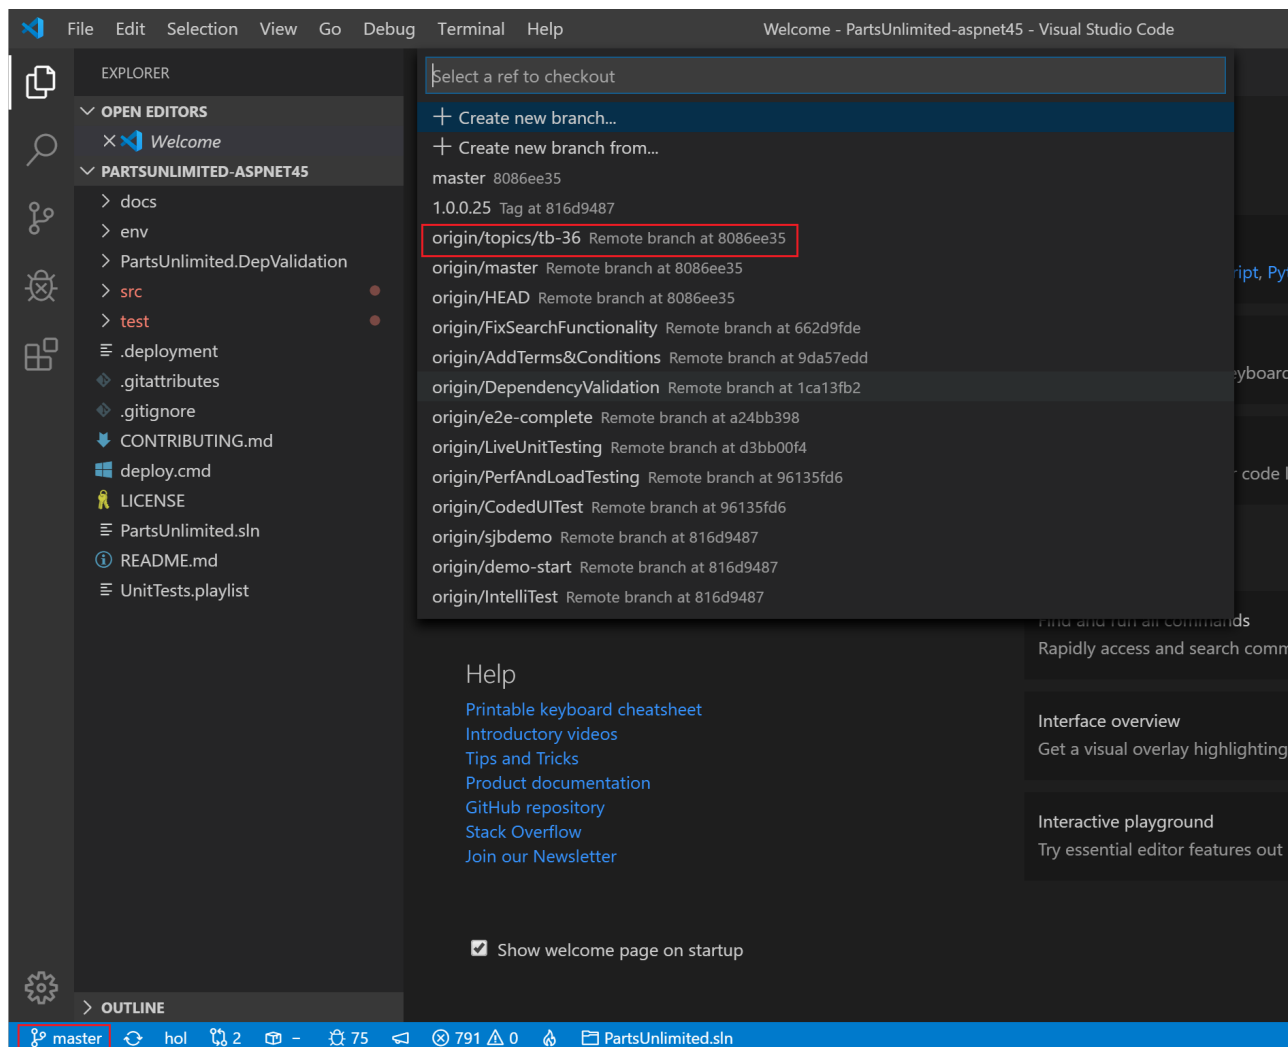 File Edit Selection View Go Debug Terminal Help Welcome - PartsUnlimited-aspnet45 - Visual Studio Code
EXPLORER
OPEN EDITORS
Welcome
PARTSUNLIMITED-ASPNET45
docs
env
PartsUnlimited.DepValidation
src
test
.deployment
.gitattributes
.gitignore
CONTRIBUTING.md
deploy.cmd
LICENSE
PartsUnlimited.sln
README.md
UnitTests.playlist
OUTLINE
Select a ref to checkout
Create new branch...
Create new branch from...
master 8086ee35
1.0.0.25 Tag at 816d9487
origin/topics/tb-36 Remote branch at 8086ee35
origin/master Remote branch at 8086ee35
origin/HEAD Remote branch at 8086ee35
origin/FixSearchFunctionality Remote branch at 662d9fde
origin/AddTerms&Conditions Remote branch at 9da57edd
origin/DependencyValidation Remote branch at 1ca13fb2
origin/e2e-complete Remote branch at a24bb398
origin/LiveUnitTesting Remote branch at d3bb00f4
origin/PerfAndLoadTesting Remote branch at 96135fd6
origin/CodedUITest Remote branch at 96135fd6
origin/sjbdemo Remote branch at 816d9487
origin/demo-start Remote branch at 816d9487
origin/IntelliTest Remote branch at 816d9487
Help
Printable keyboard cheatsheet
Introductory videos
Tips and Tricks
Product documentation
GitHub repository
Stack Overflow
Join our Newsletter
Show welcome page on startup
ript, Py
eyboard
code
Find and run all commands
Rapidly access and search comm
Interface overview
Get a visual overlay highlighting
Interactive playground
Try essential editor features out
master hol 2 – 75 791 0 PartsUnlimited.sln